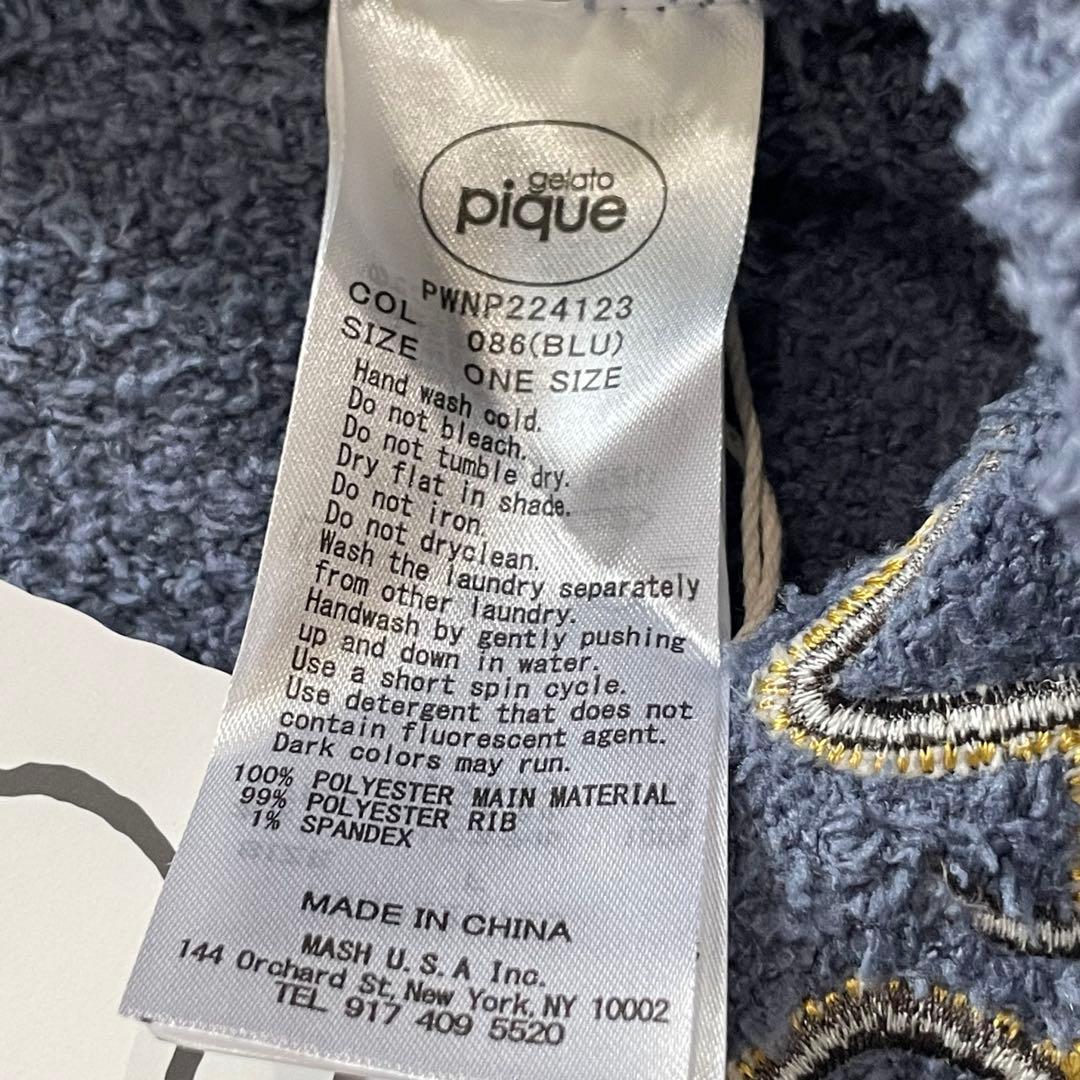 gelato
pique
PWNP224123
COL 086(BLU)
SIZE ONE SIZE
Hand wash cold.
Do not bleach.
Do not tumble dry.
Dry flat in shade.
Do not iron.
Do not dryclean.
Wash the laundry separately
from other laundry.
Handwash by gently pushing
up and down in water.
Use a short spin cycle.
Use detergent that does not
contain fluorescent agent.
Dark colors may run.
100% POLYESTER MAIN MATERIAL
99% POLYESTER RIB
1% SPANDEX
MADE IN CHINA
MASH U.S.A Inc.
144 Orchard St, New York, NY 10002
TEL 917 409 5520